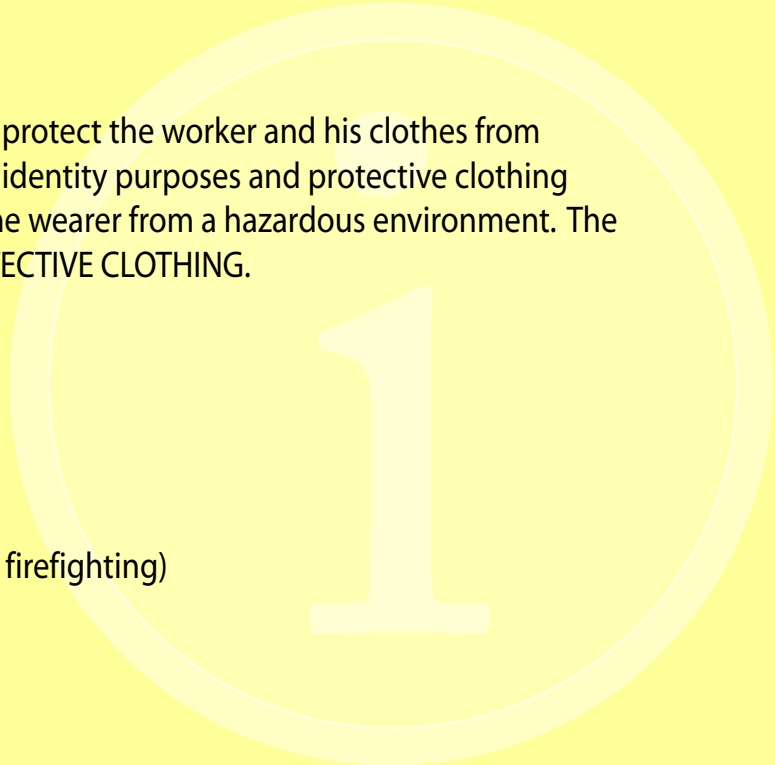 protect the worker and his clothes from
identity purposes and protective clothing
wearer from a hazardous environment. The
CLOTHING.
firefighting)